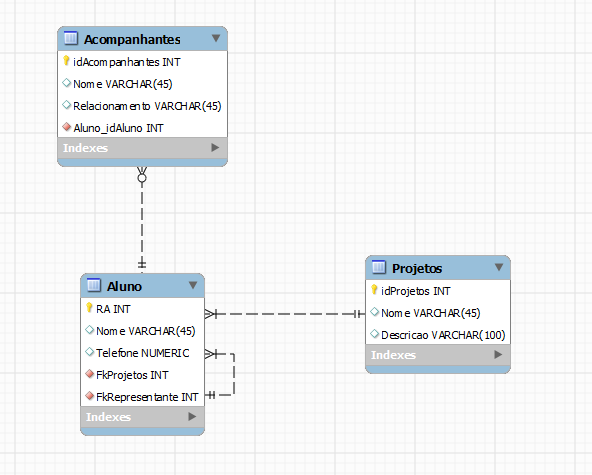 Acompanhantes
idAcompanhantes INT
Nome VARCHAR(45)
Relacionamento VARCHAR(45)
Aluno_idAluno INT
Indexes
Aluno
RA INT
Nome VARCHAR(45)
Telefone NUMERIC
FkProjetos INT
FkRepresentante INT
Indexes
Projetos
idProjetos INT
Nome VARCHAR(45)
Descricao VARCHAR(100)
Indexes